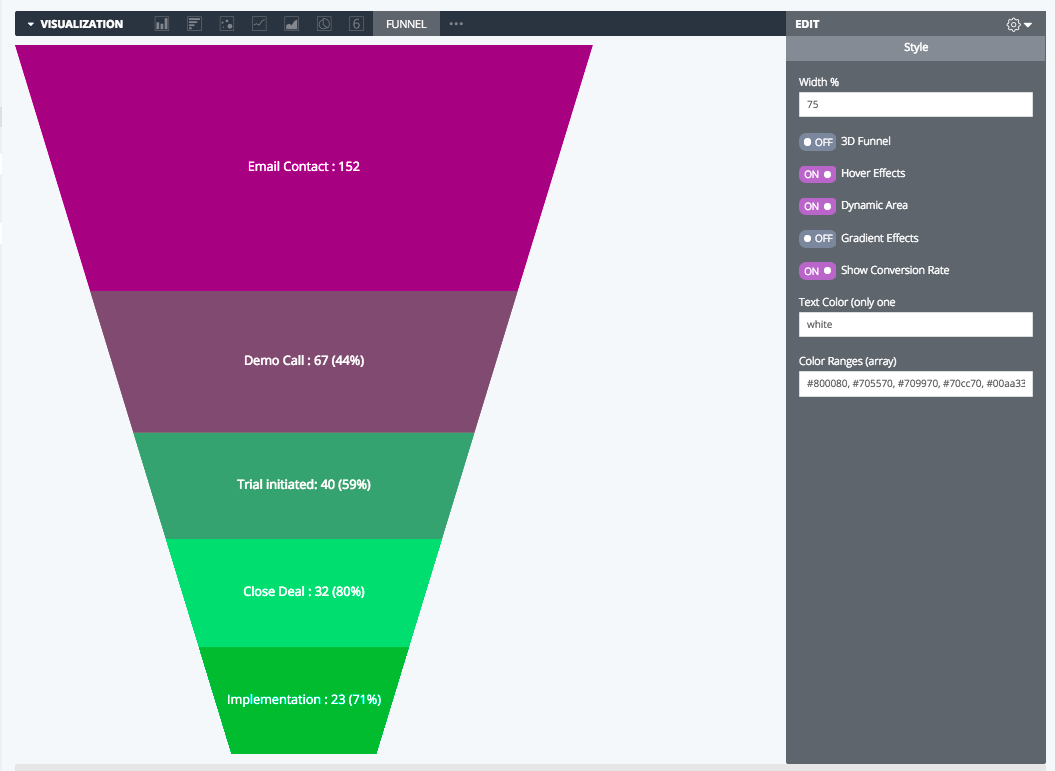 VISUALIZATION
6
FUNNEL
EDIT
Style
Email Contact : 152
Demo Call : 67 (44%)
Trial initiated: 40 (59%)
Close Deal : 32 (80%)
Implementation : 23 (71%)
Width %
75
OFF 3D Funnel
ON Hover Effects
ON Dynamic Area
OFF Gradient Effects
ON Show Conversion Rate
Text Color (only one
white
Color Ranges (array)
#800080, #705570, #709970, #70cc70, #00aa33